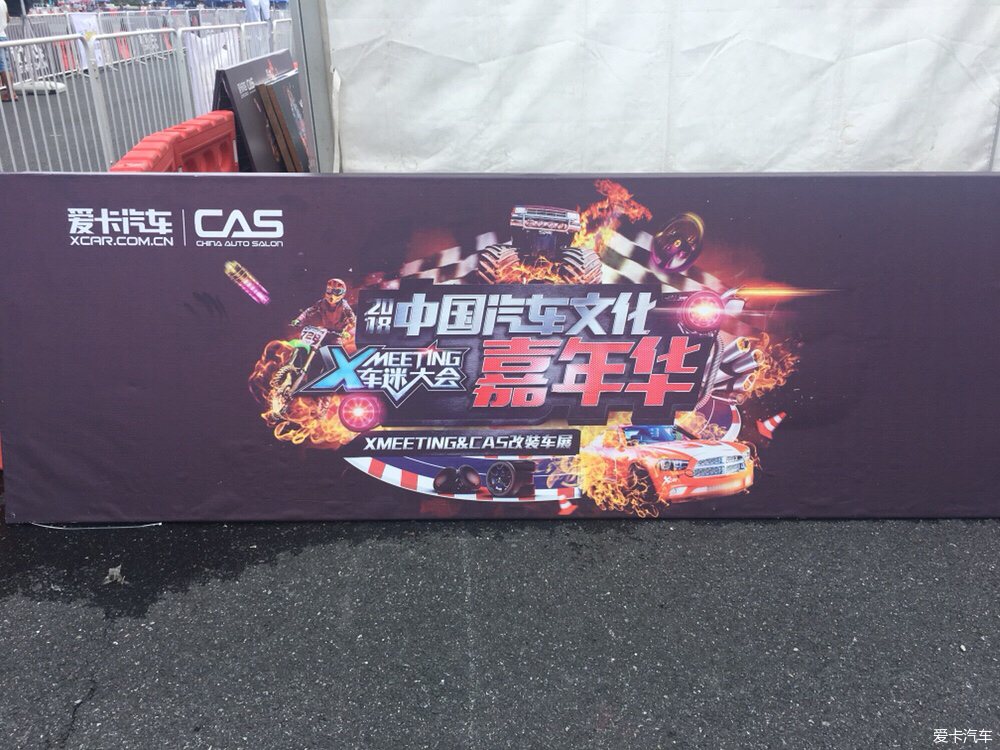 爱卡汽车
XCAR.COM.CN
CAS
CHINA AUTO SALON
2018 中国汽车文化
XMEETING
车迷大会
嘉年华
XMEETING&CAS改装车展
爱卡汽车